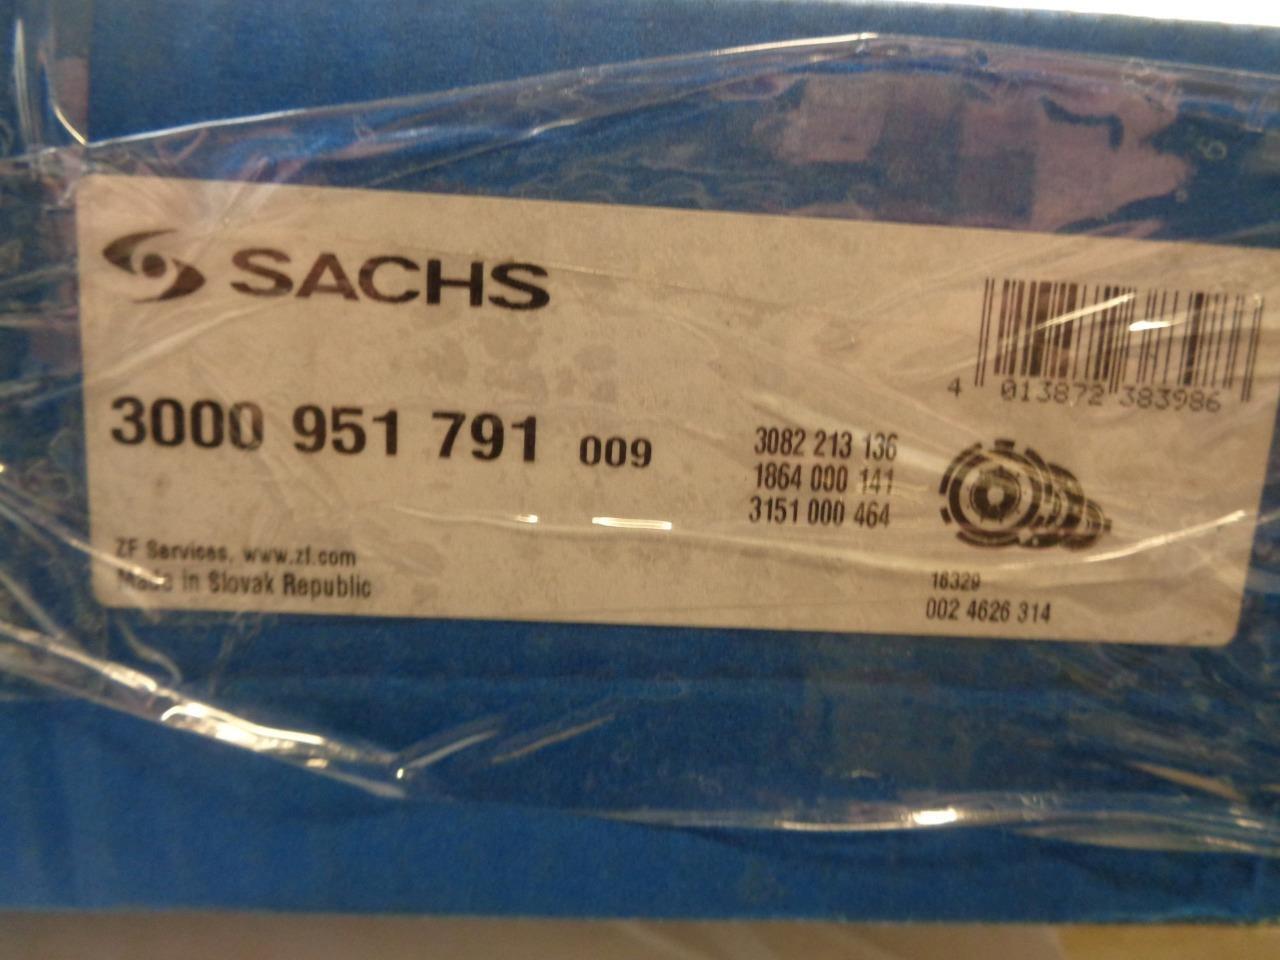 SACHS
4 013872 383986
3000 951 791 009
3082 213 136
1864 000 141
3151 000 464
ZF Services, www.zf.com
Made in Slovak Republic
16329
002 4626 314